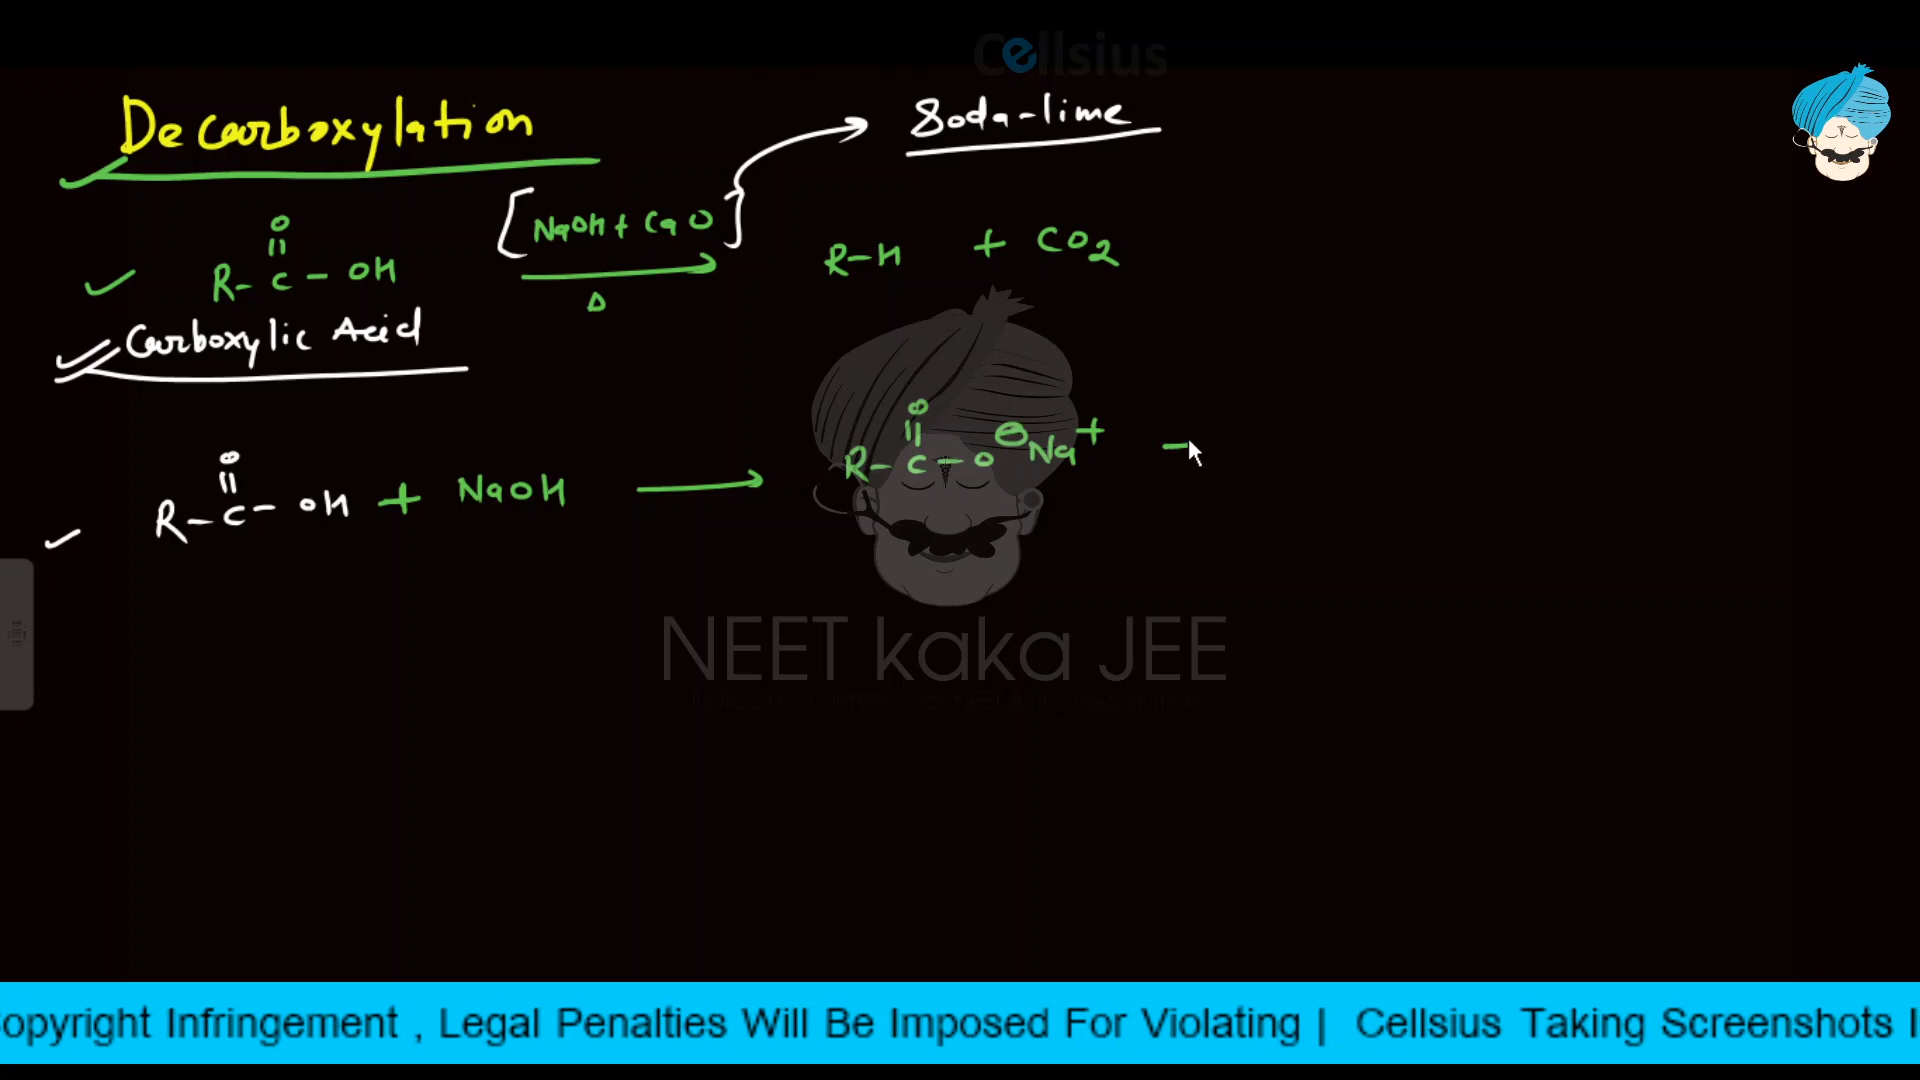 Cellsius
Decarboxylation
Soda-lime
[NaOH + CaO]
O
||
R-C-OH
Δ
R-H + CO2
Carboxylic Acid
O
||
R-C-OH + NaOH →
O
||
R-C-O⊖Na+ -
NEET kaka JEE
opyright Infringement , Legal Penalties Will Be Imposed For Violating | Cellsius Taking Screenshots I